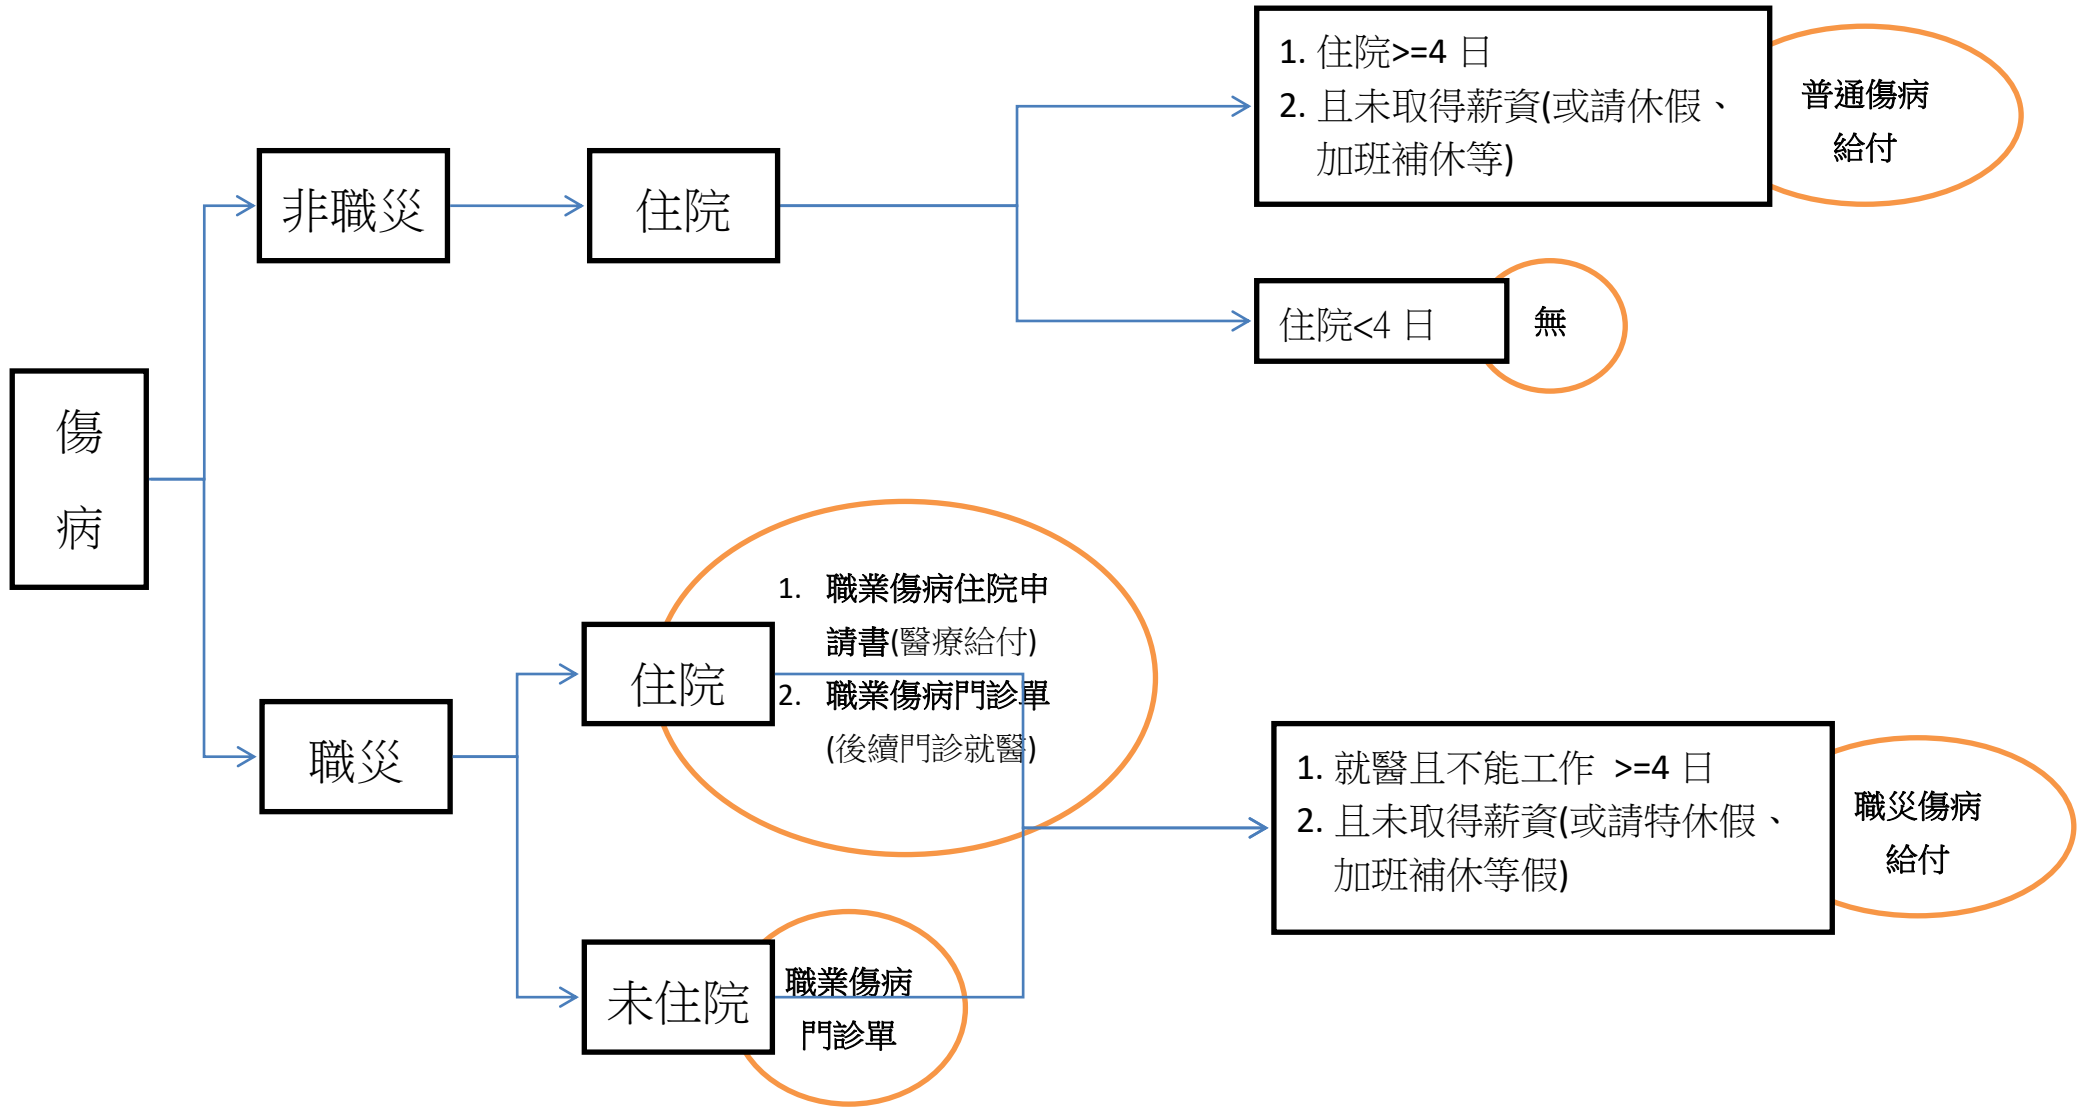 1. 住院>=4 日
2. 且未取得薪資(或請休假、
加班補休等)
普通傷病
給付
非職災
住院
住院<4 日
無
傷
病
1. 職業傷病住院申
請書(醫療給付)
2. 職業傷病門診單
(後續門診就醫)
住院
職災
1. 就醫且不能工作 >=4 日
2. 且未取得薪資(或請特休假、
加班補休等假)
職災傷病
給付
未住院
職業傷病
門診單